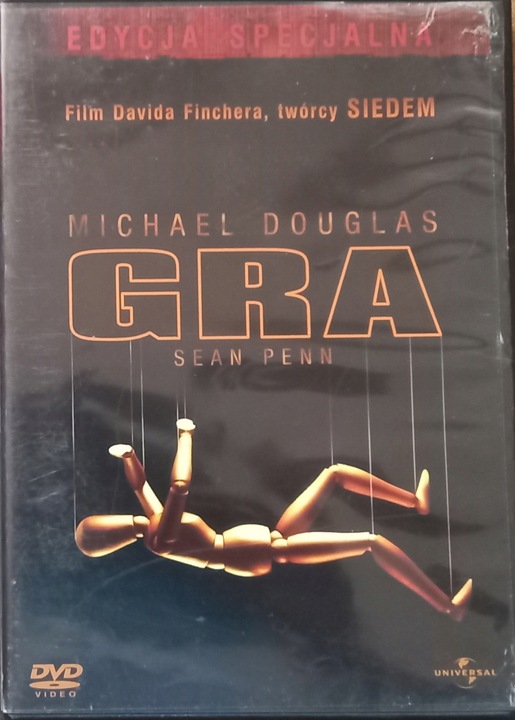 EDYCJA SPECJALNA
Film Davida Finchera, twórcy SIEDEM
MICHAEL DOUGLAS
GRA
SEAN PENN
DVD
VIDEO
UNIVERSAL